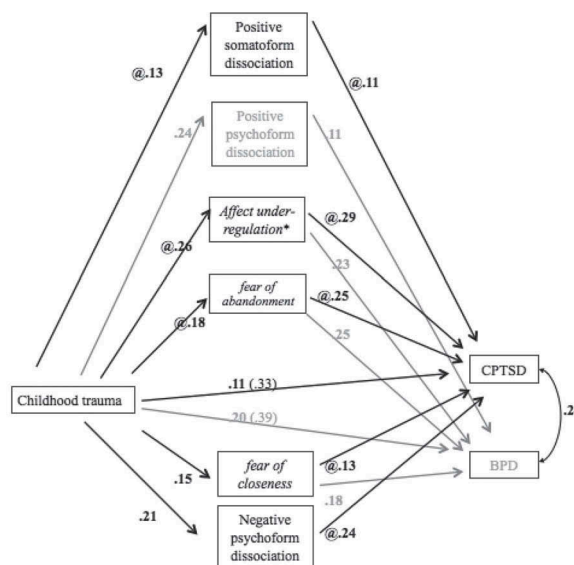 Positive
somatoform
dissociation
@.13
@.11
Positive
psychoform
dissociation
.24
.11
Affect under-
regulation*
@.29
@.26
.23
fear of
abandonment
@.25
@.18
.25
CPTSD
.11 (.33)
Childhood trauma
.20 (.39)
.2
fear of
closeness
@.13
BPD
.15
.18
.21
Negative
psychoform
dissociation
@.24